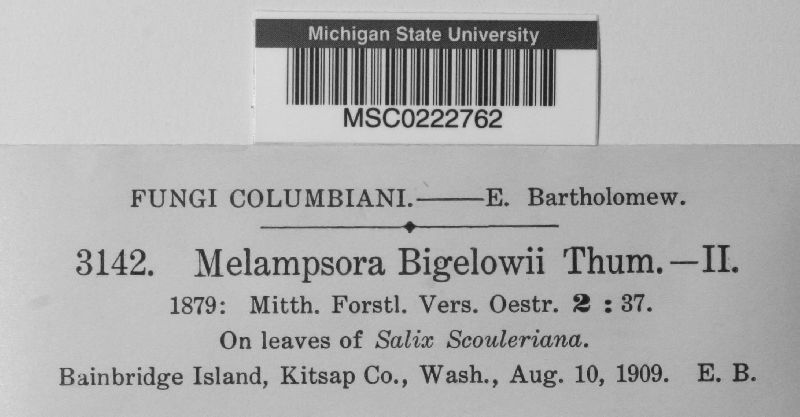 Michigan State University
MSC0222762
FUNGI COLUMBIANI.——E. Bartholomew.
3142. Melampsora Bigelowii Thum.—II.
1879: Mitth. Forstl. Vers. Oestr. 2 : 37.
On leaves of Salix Scouleriana.
Bainbridge Island, Kitsap Co., Wash., Aug. 10, 1909. E. B.